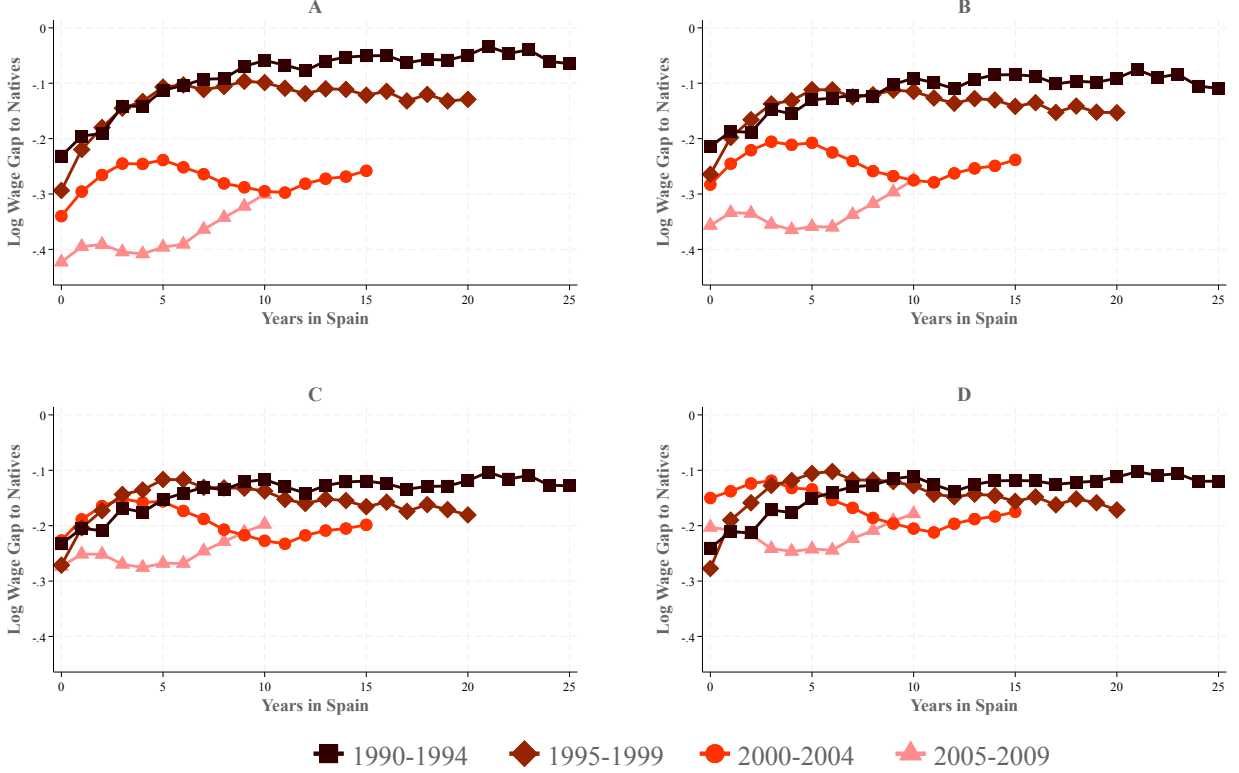 A
Log Wage Gap to Natives
0
-.1
-.2
-.3
-.4
0 5 10 15 20 25
Years in Spain
B
Log Wage Gap to Natives
0
-.1
-.2
-.3
-.4
0 5 10 15 20 25
Years in Spain
C
Log Wage Gap to Natives
0
-.1
-.2
-.3
-.4
0 5 10 15 20 25
Years in Spain
D
Log Wage Gap to Natives
0
-.1
-.2
-.3
-.4
0 5 10 15 20 25
Years in Spain
1990-1994 1995-1999 2000-2004 2005-2009